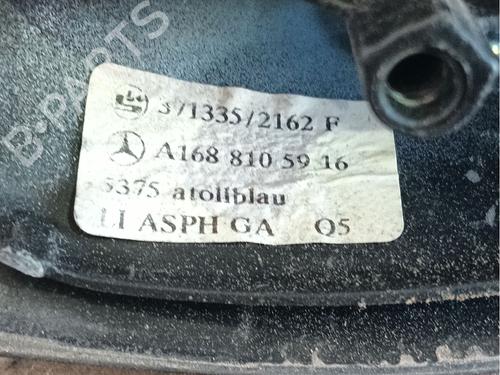 B-PARTS
3/1335/2162 F
A168 810 59 16
5375 atollblau
LI ASPH GA Q5